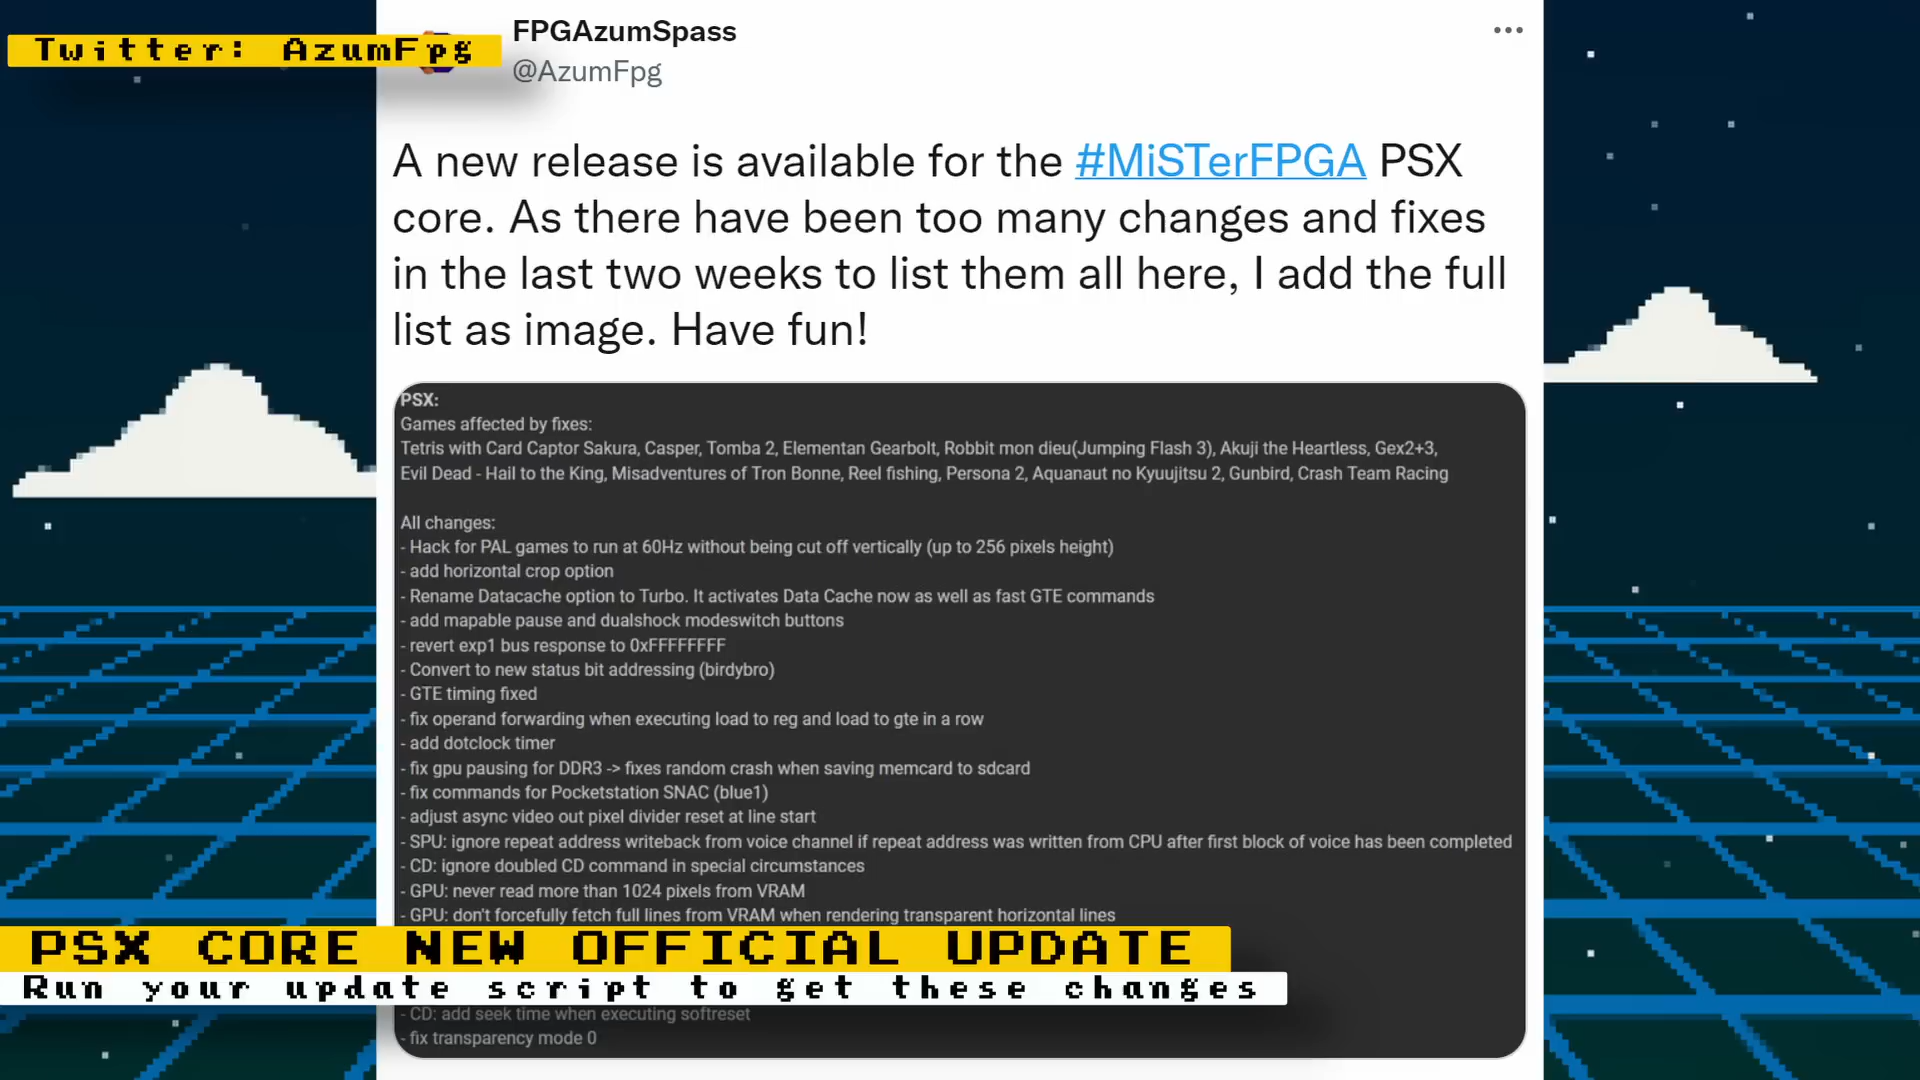 Twitter: AzumFpg
FPGAzumSpass
@AzumFpg
A new release is available for the #MiSTerFPGA PSX
core. As there have been too many changes and fixes
in the last two weeks to list them all here, I add the full
list as image. Have fun!
PSX:
Games affected by fixes:
Tetris with Card Captor Sakura, Casper, Tomba 2, Elementan Gearbolt, Robbit mon dieu(Jumping Flash 3), Akuji the Heartless, Gex2+3,
Evil Dead - Hail to the King, Misadventures of Tron Bonne, Reel fishing, Persona 2, Aquanaut no Kyuujitsu 2, Gunbird, Crash Team Racing
All changes:
- Hack for PAL games to run at 60Hz without being cut off vertically (up to 256 pixels height)
- add horizontal crop option
- Rename Datacache option to Turbo. It activates Data Cache now as well as fast GTE commands
- add mapable pause and dualshock modeswitch buttons
- revert exp1 bus response to 0xFFFFFFFF
- Convert to new status bit addressing (birdybro)
- GTE timing fixed
- fix operand forwarding when executing load to reg and load to gte in a row
- add dotclock timer
- fix gpu pausing for DDR3 -> fixes random crash when saving memcard to sdcard
- fix commands for Pocketstation SNAC (blue1)
- adjust async video out pixel divider reset at line start
- SPU: ignore repeat address writeback from voice channel if repeat address was written from CPU after first block of voice has been completed
- CD: ignore doubled CD command in special circumstances
- GPU: never read more than 1024 pixels from VRAM
- GPU: don't forcefully fetch full lines from VRAM when rendering transparent horizontal lines
PSX CORE NEW OFFICIAL UPDATE
Run your update script to get these changes
- CD: add seek time when executing softreset
- fix transparency mode 0